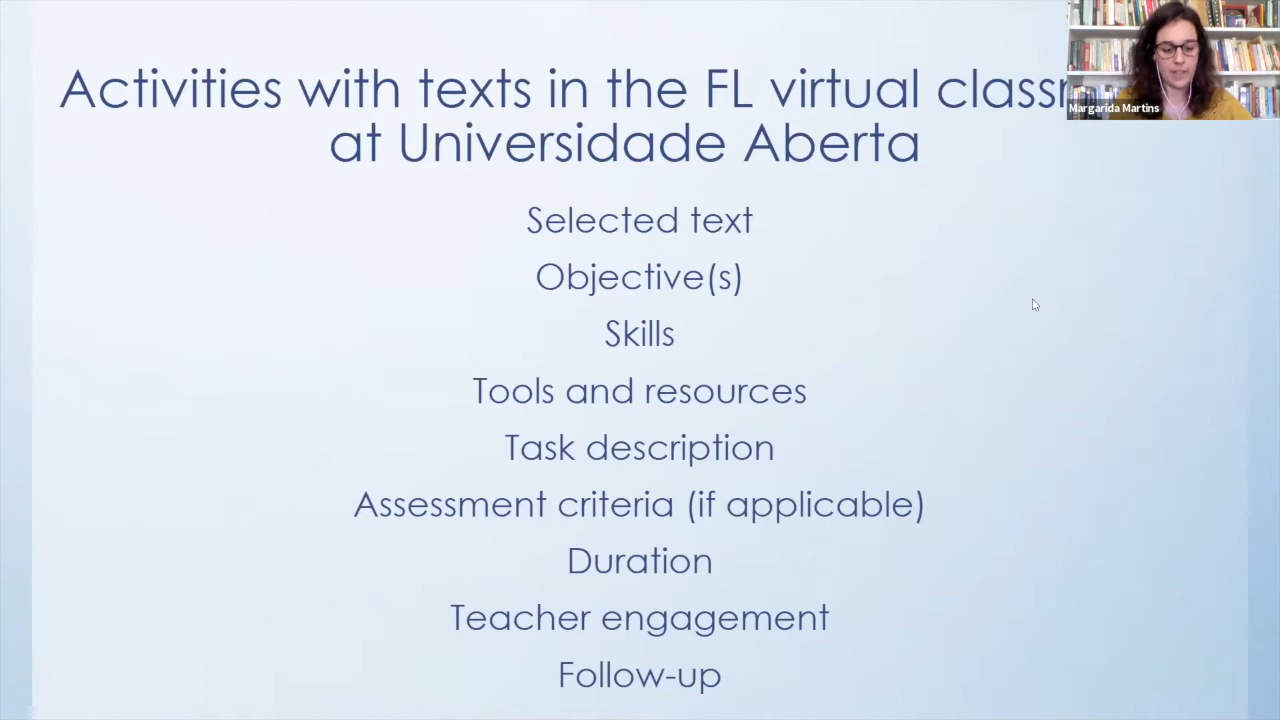 Activities with texts in the FL virtual
at Universidade Aberta
Margarida Martins
Selected text
Objective(s)
Skills
Tools and resources
Task description
Assessment criteria (if applicable)
Duration
Teacher engagement
Follow-up